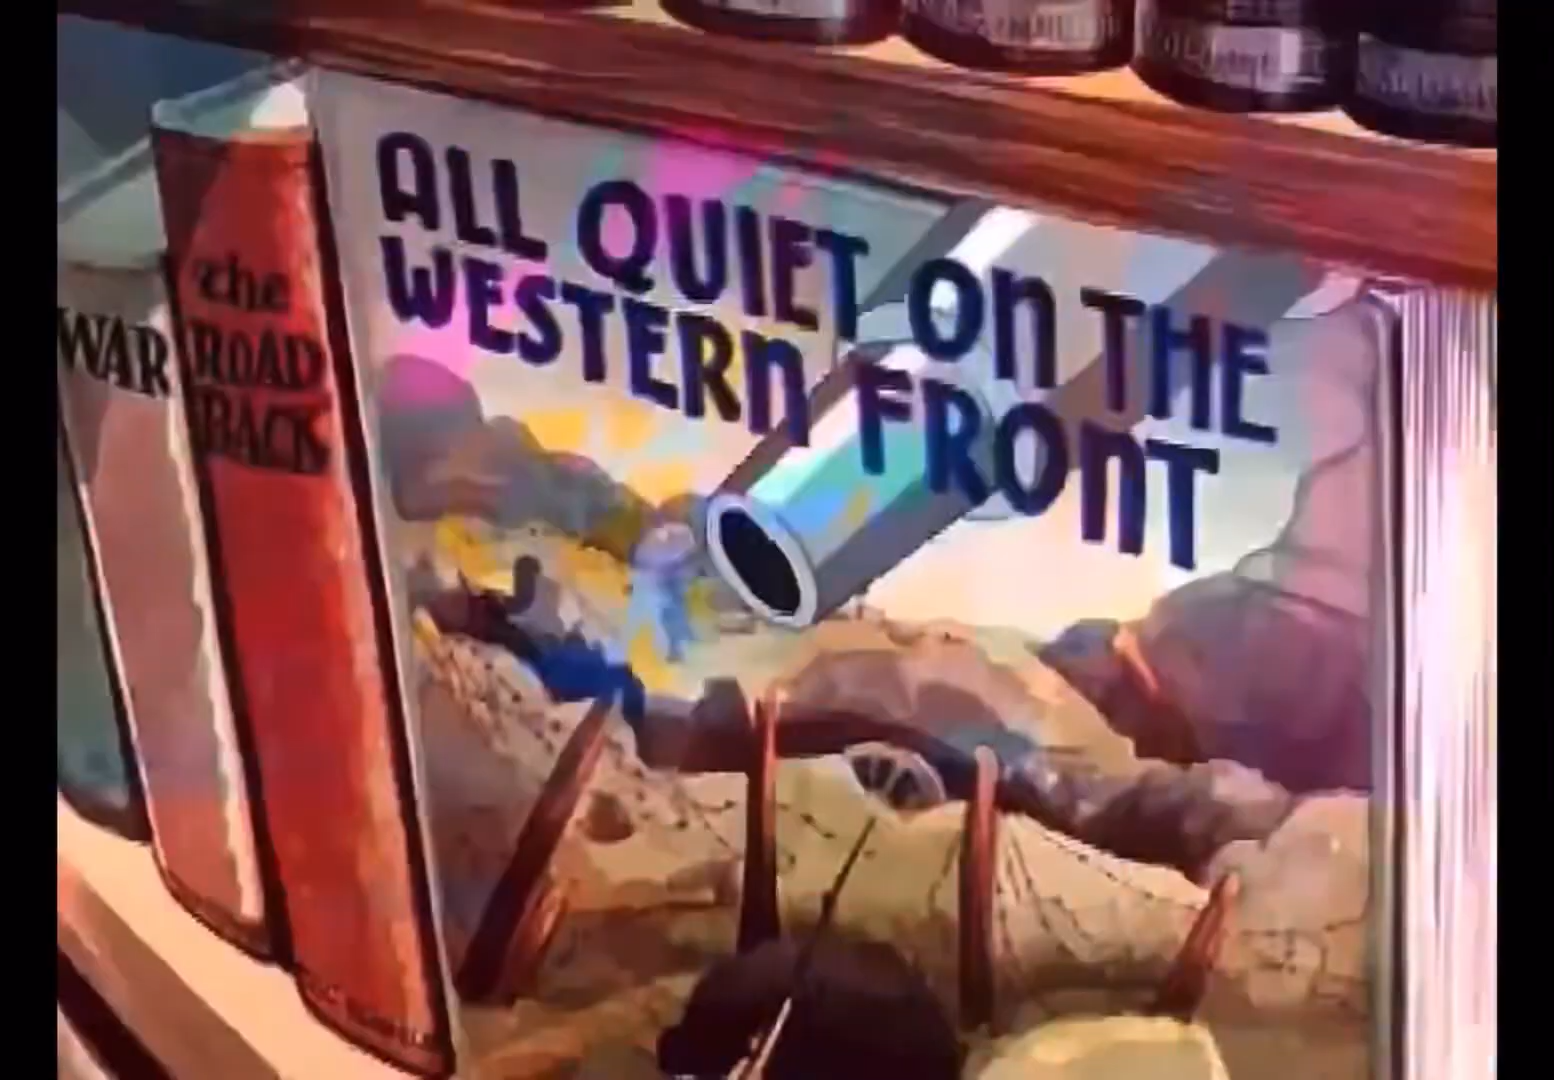 ALL QUIET ON THE
WESTERN FRONT
the
ROAD
BACK
WAR